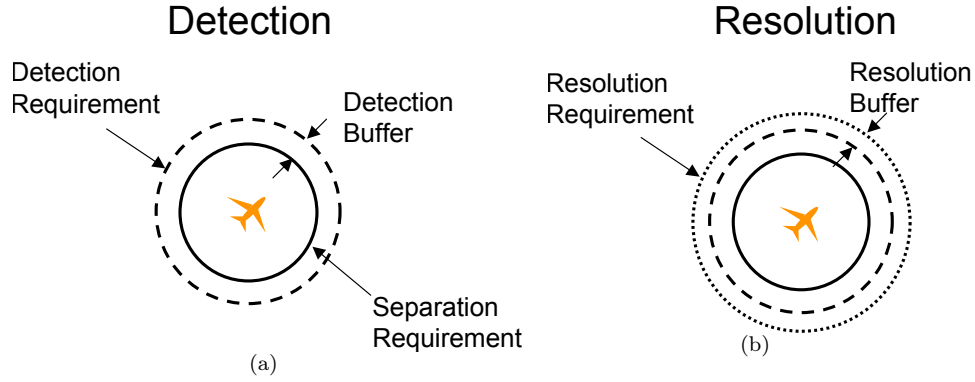 Detection
Detection
Requirement
Detection
Buffer
Separation
Requirement
(a)
Resolution
Resolution
Requirement
Resolution
Buffer
(b)